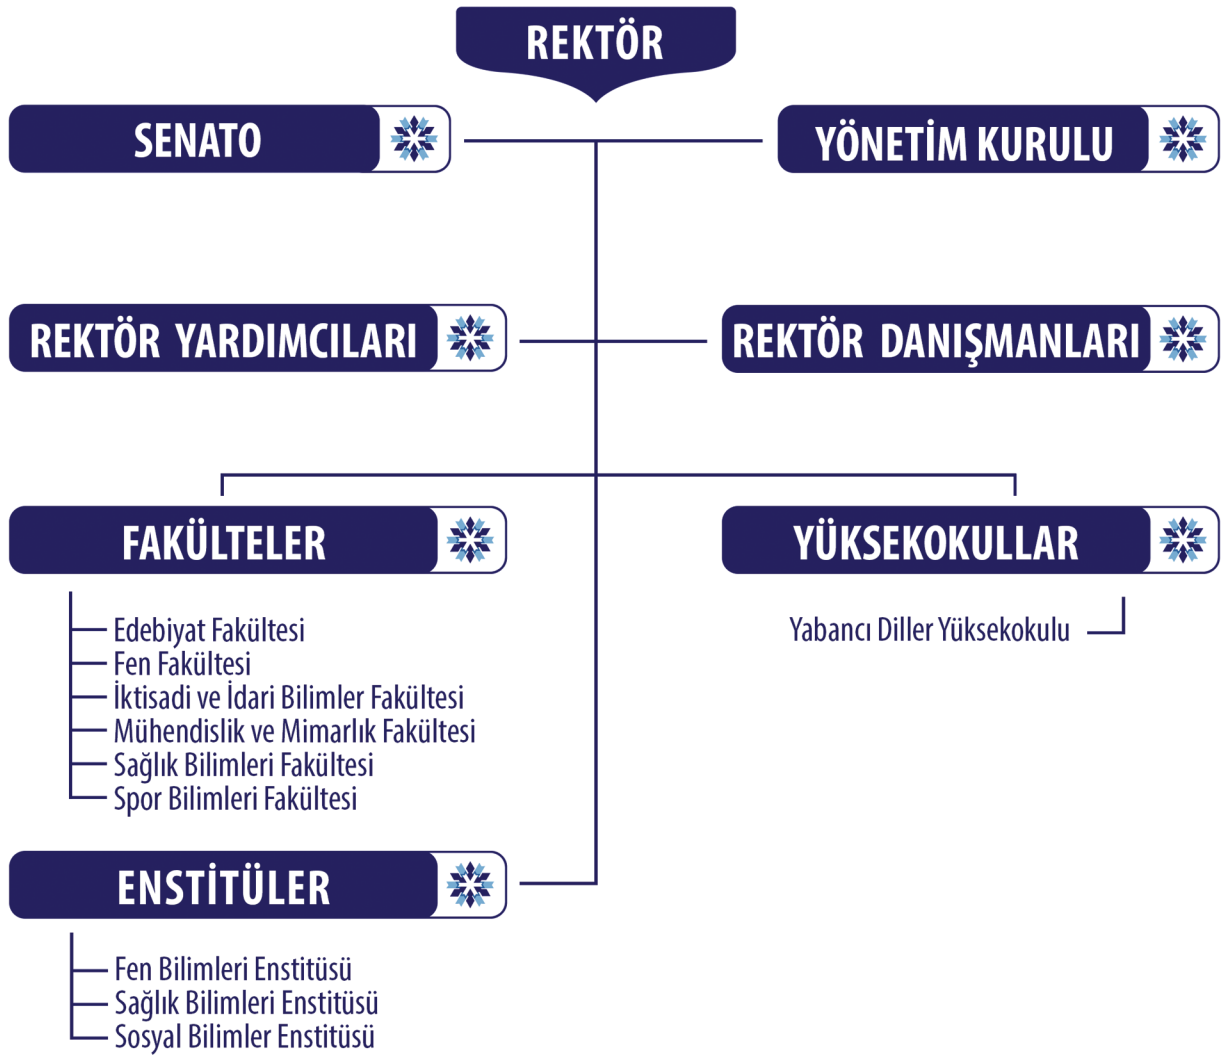 REKTÖR
SENATO
YÖNETİM KURULU
REKTÖR YARDIMCILARI
REKTÖR DANIŞMANLARI
FAKÜLTELER
Edebiyat Fakültesi
Fen Fakültesi
İktisadi ve İdari Bilimler Fakültesi
Mühendislik ve Mimarlık Fakültesi
Sağlık Bilimleri Fakültesi
Spor Bilimleri Fakültesi
YÜKSEKOKULLAR
Yabancı Diller Yüksekokulu
ENSTİTÜLER
Fen Bilimleri Enstitüsü
Sağlık Bilimleri Enstitüsü
Sosyal Bilimler Enstitüsü